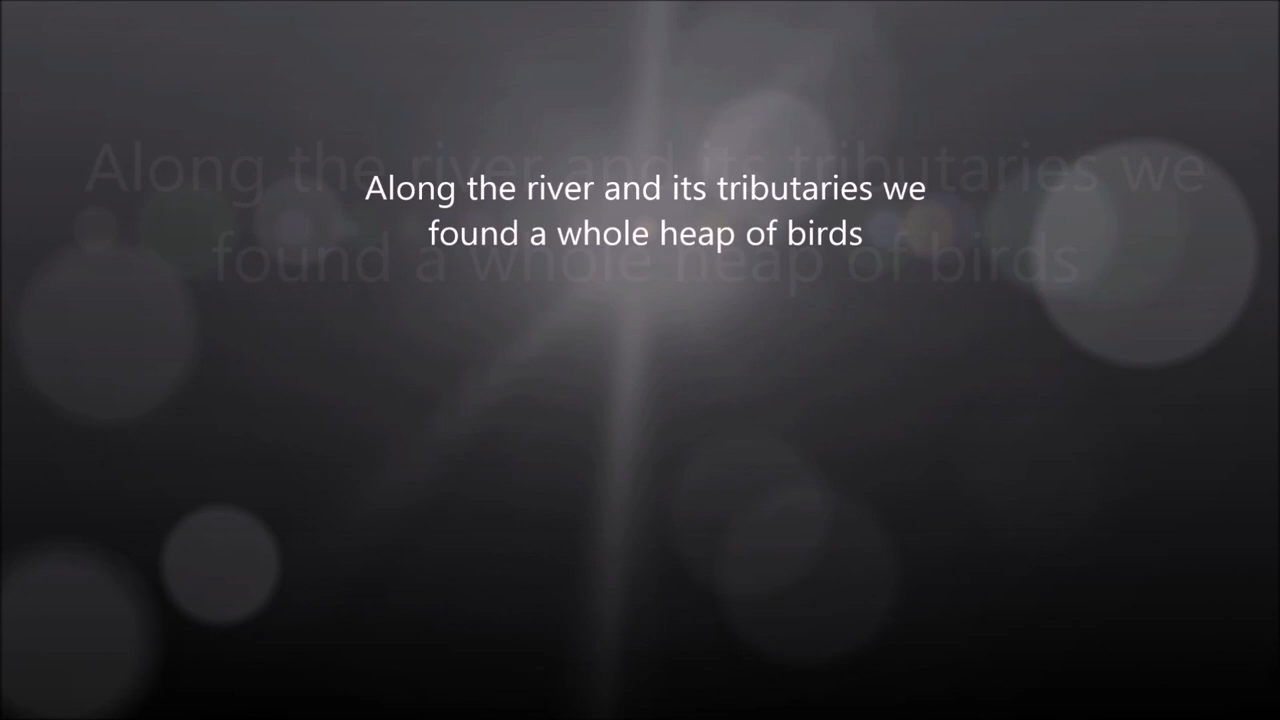 Along the river and its tributaries we
found a whole heap of birds